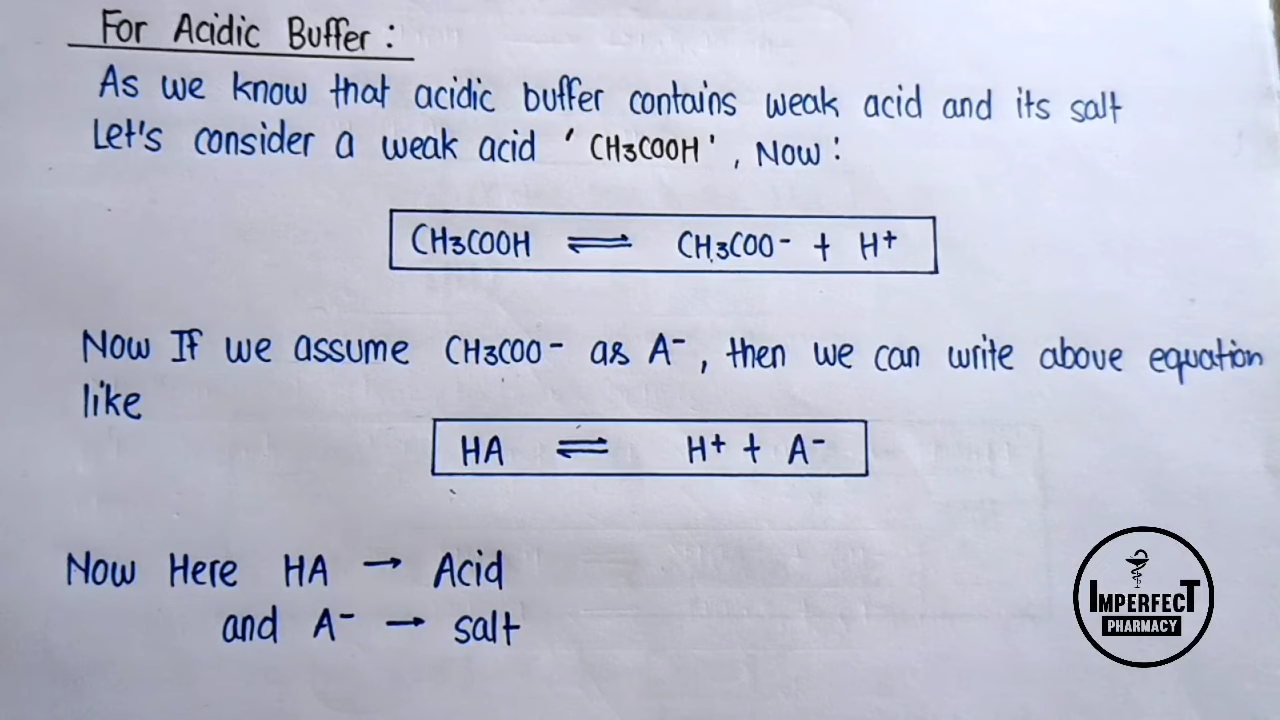 For Acidic Buffer :
As we know that acidic buffer contains weak acid and its salt
Let's consider a weak acid 'CH3COOH', Now :
CH3COOH ⇌ CH3COO- + H+
Now If we assume CH3COO- as A-, then we can write above equation
like
HA ⇌ H+ + A-
Now Here HA → Acid
and A- → salt
IMPERFECT
PHARMACY